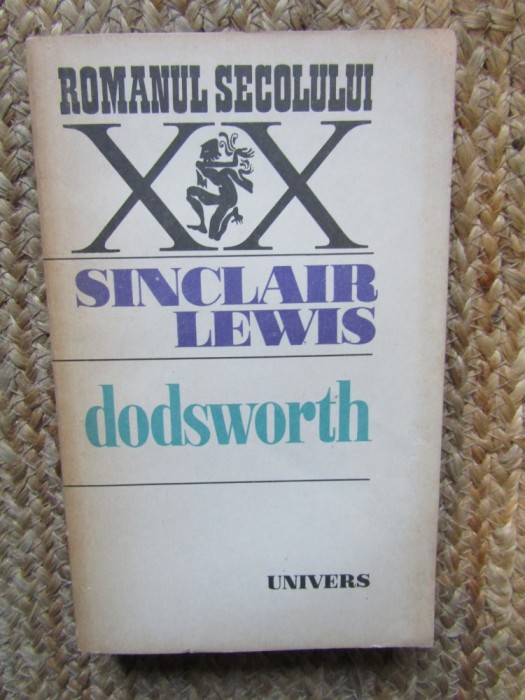 ROMANUL SECOLULUI
XX
SINCLAIR
LEWIS
dodsworth
UNIVERS